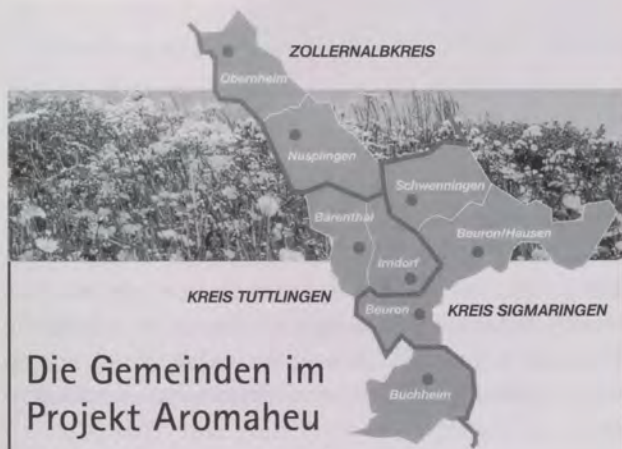 ZOLLERNALBKREIS
Obernheim
Nusplingen
Schwenningen
Bärenthal
Beuron/Hausen
Irndorf
KREIS TUTTLINGEN
Beuron
KREIS SIGMARINGEN
Die Gemeinden im
Projekt Aromaheu
Buchheim